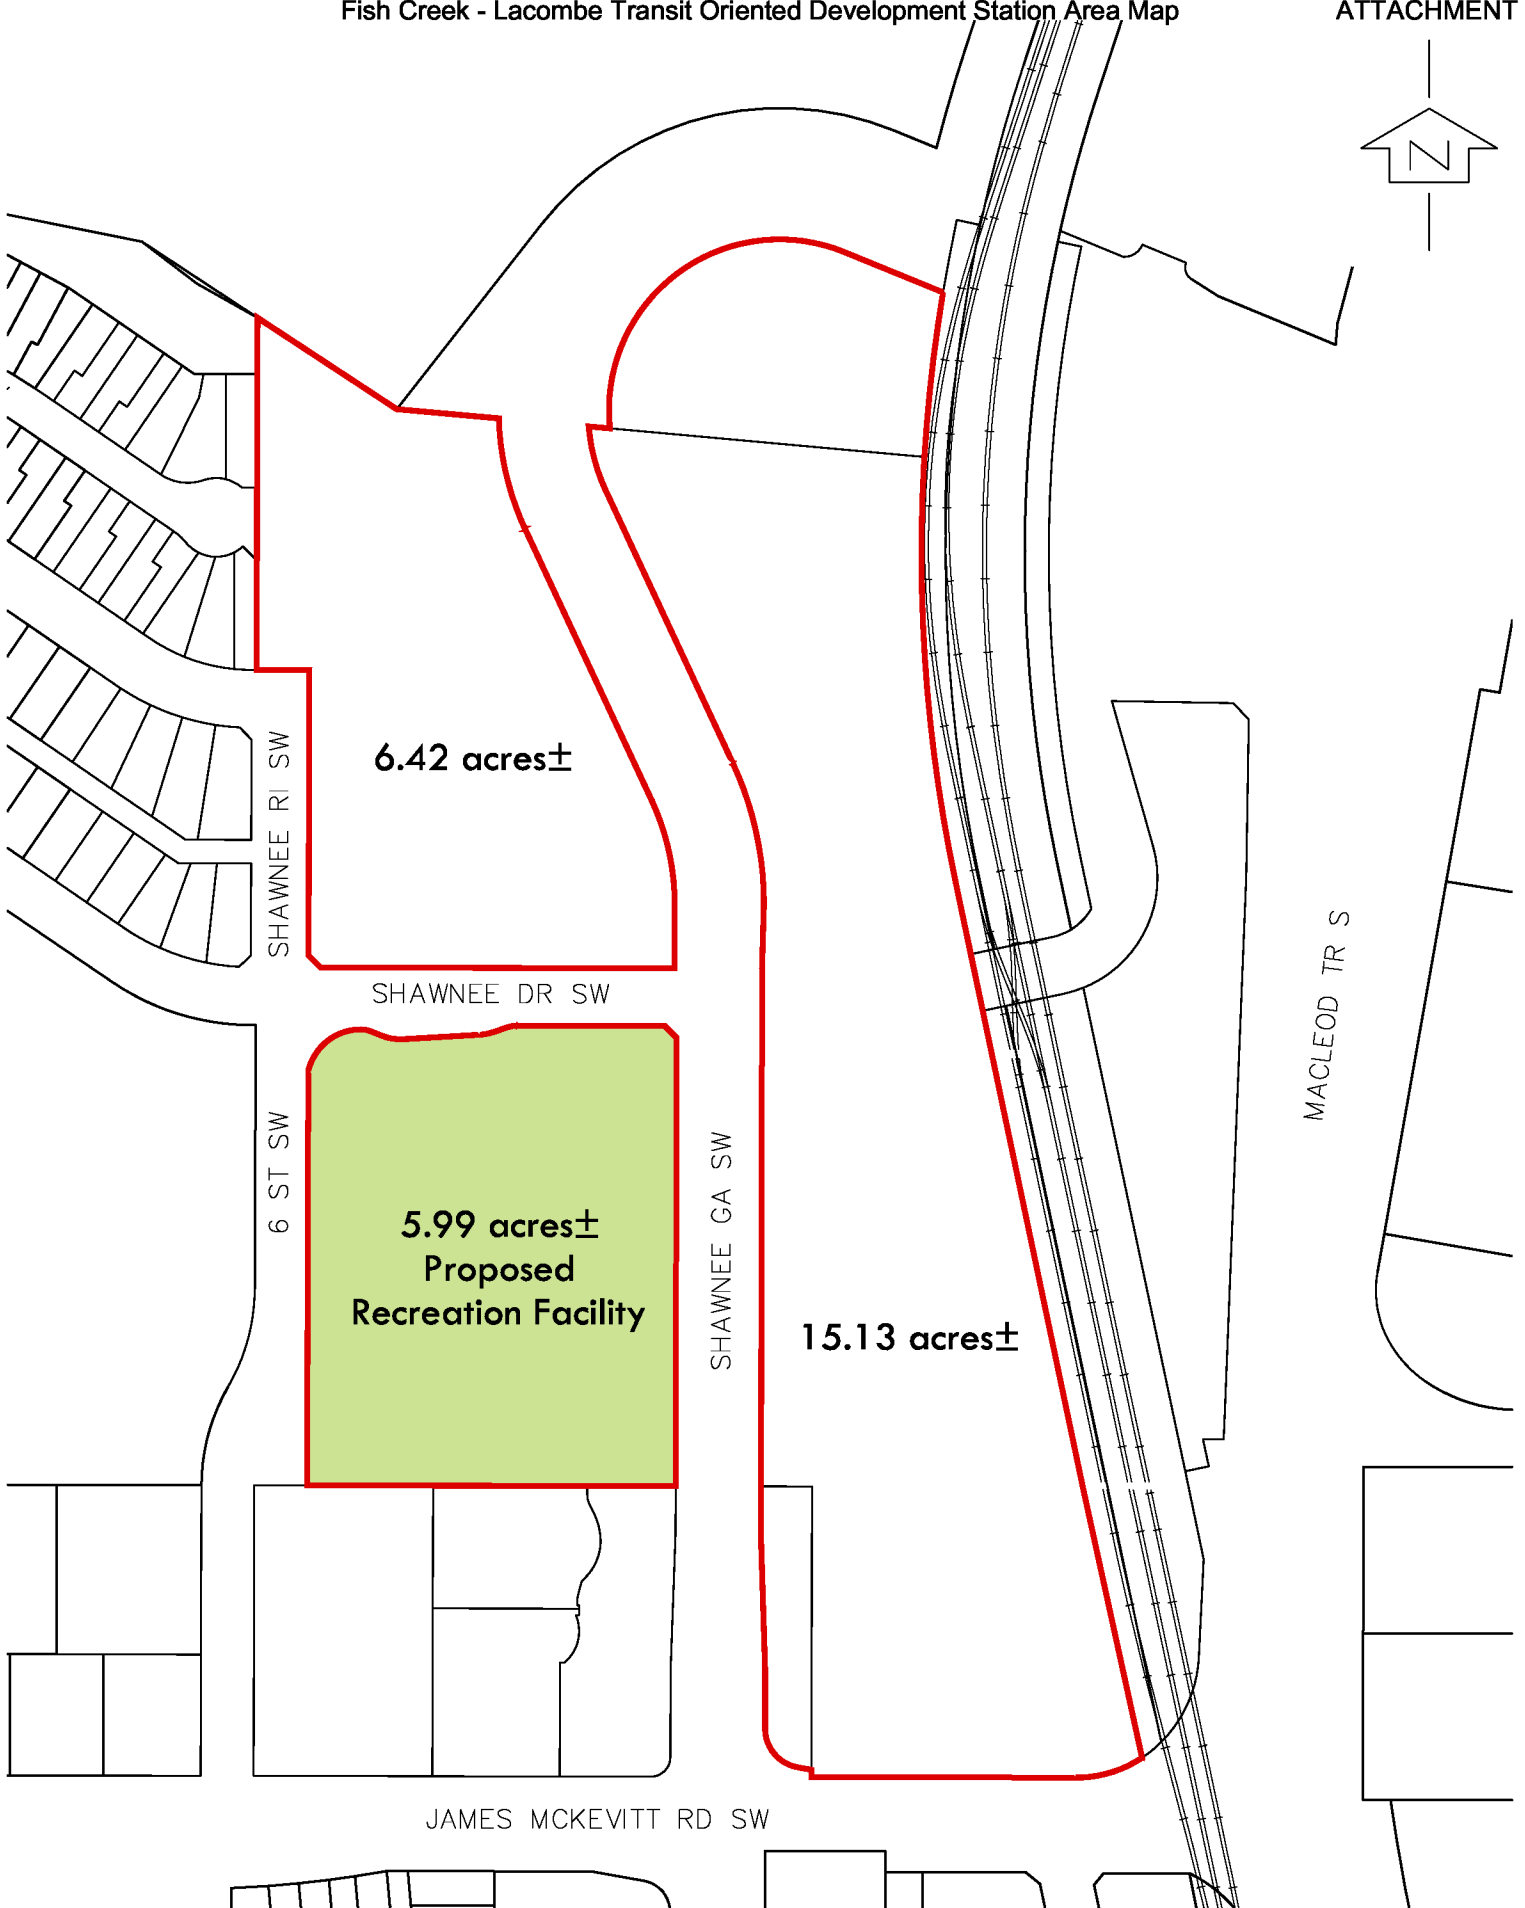 Fish Creek - Lacombe Transit Oriented Development Station Area Map
ATTACHMENT
N
6.42 acres±
SHAWNEE RI SW
SHAWNEE DR SW
MACLEOD TR S
6 ST SW
5.99 acres±
Proposed
Recreation Facility
SHAWNEE GA SW
15.13 acres±
JAMES MCKEVITT RD SW